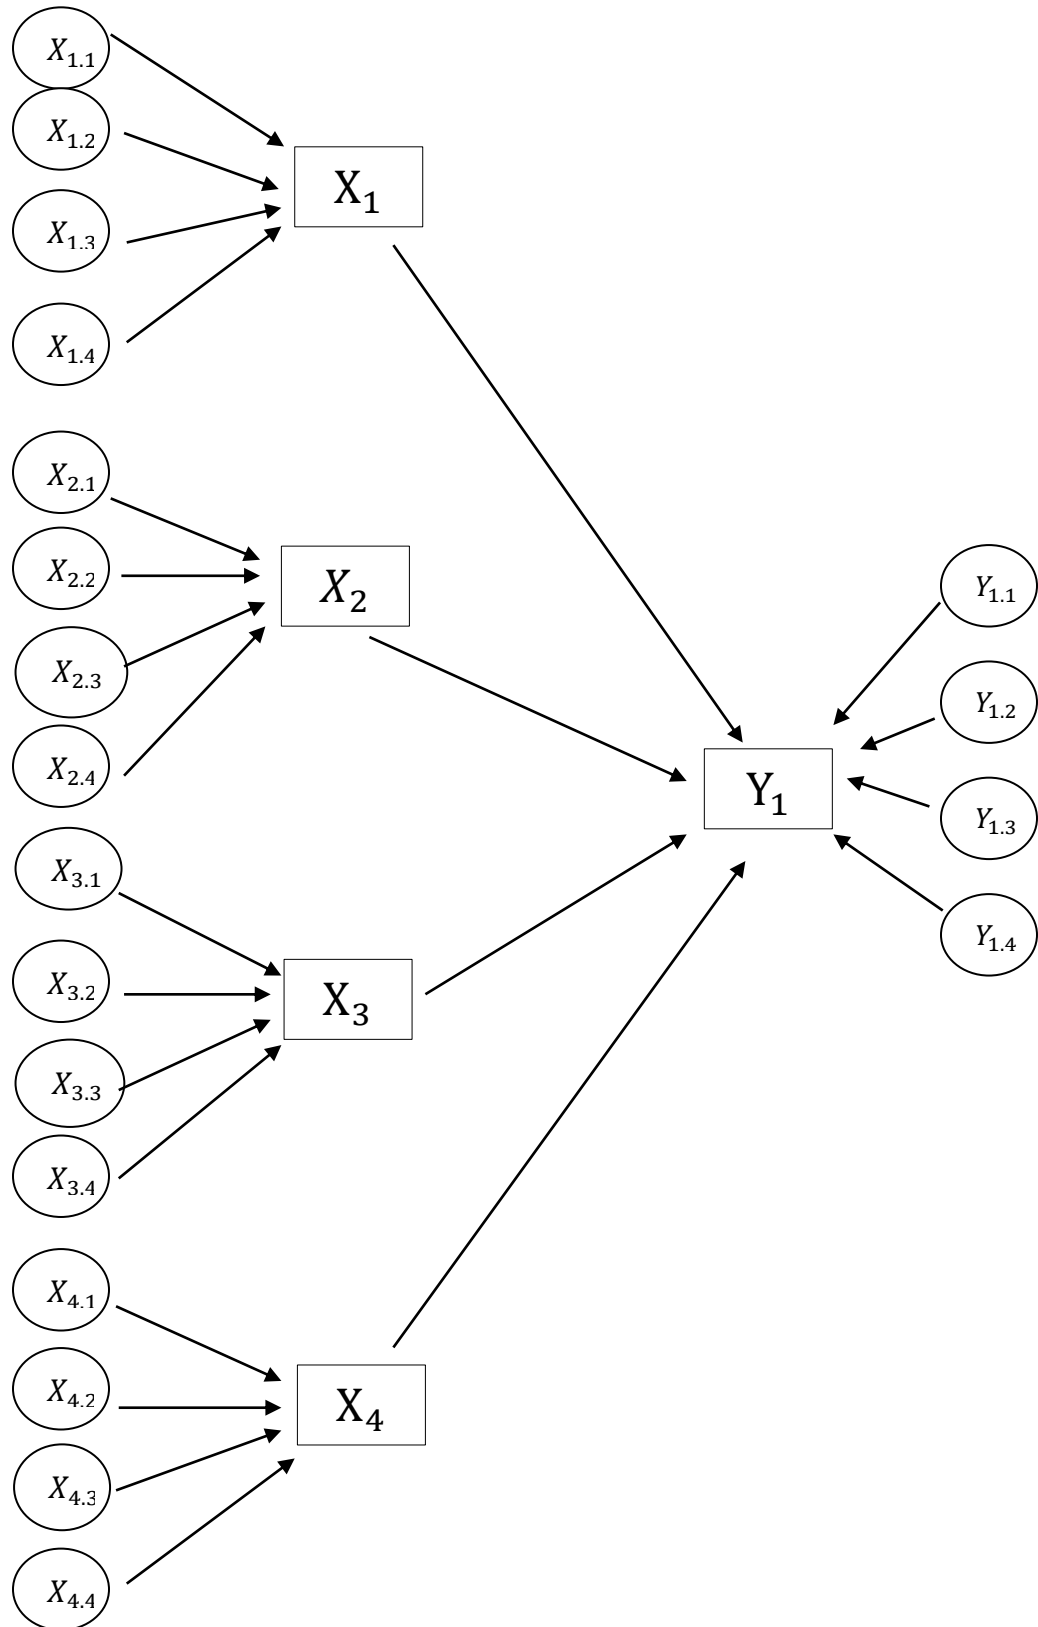 X₁.₁
X₁.₂
X₁.₃
X₁.₄
X₁
X₂.₁
X₂.₂
X₂.₃
X₂.₄
X₂
X₃.₁
X₃.₂
X₃.₃
X₃.₄
X₃
X₄.₁
X₄.₂
X₄.₃
X₄.₄
X₄
Y₁
Y₁.₁
Y₁.₂
Y₁.₃
Y₁.₄